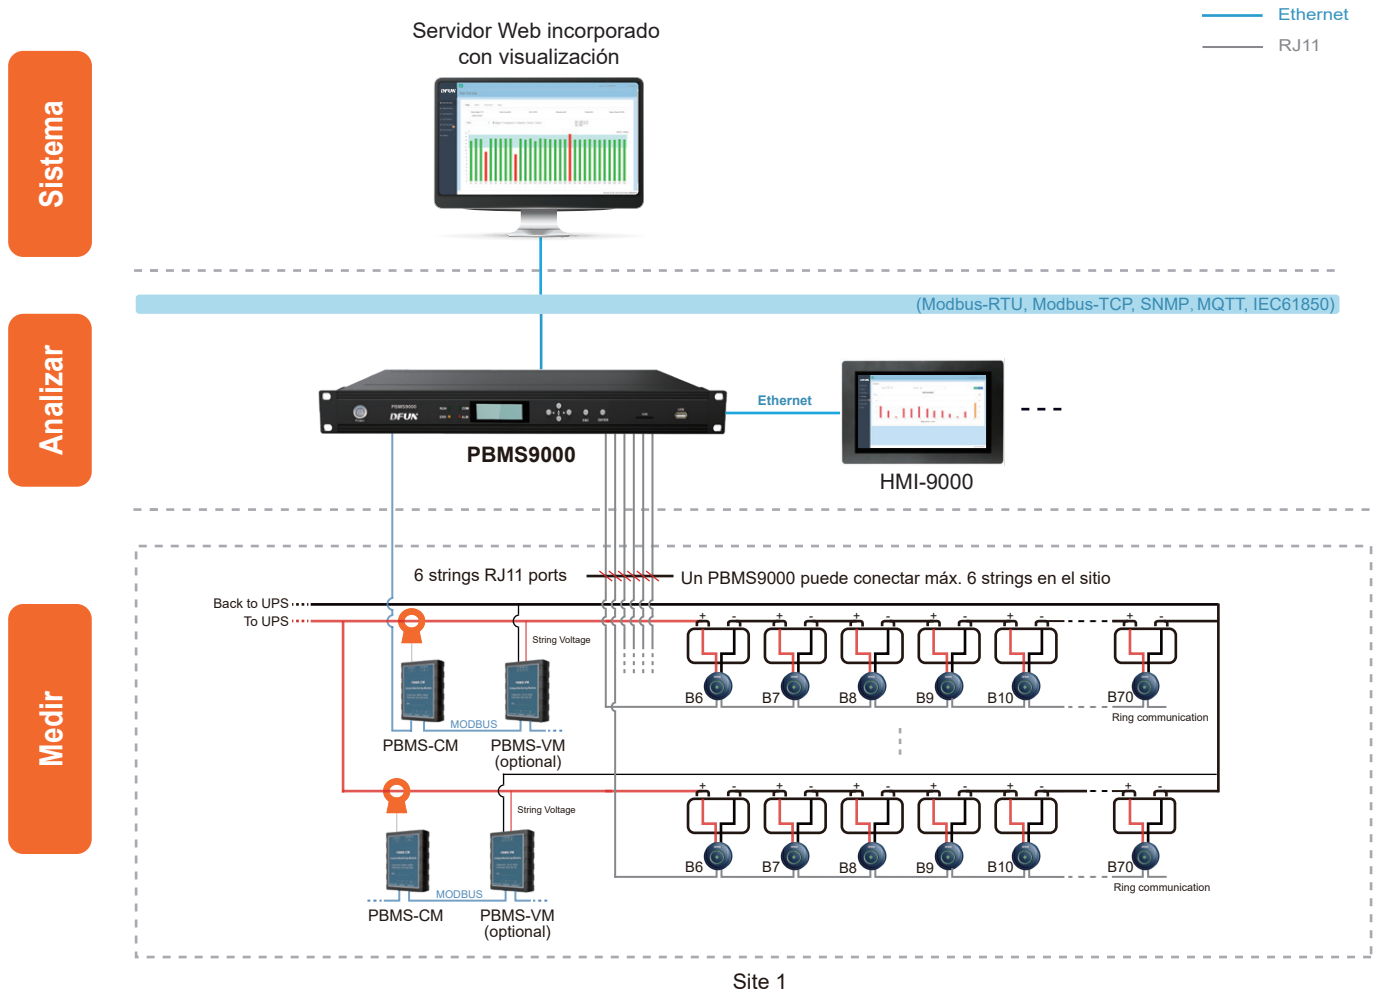 Ethernet
RJ11
Servidor Web incorporado
con visualización
DFUN
Sistema
(Modbus-RTU, Modbus-TCP, SNMP, MQTT, IEC61850)
Analizar
PBMS9000
DFUN
Ethernet
PBMS9000
HMI-9000
6 strings RJ11 ports
Un PBMS9000 puede conectar máx. 6 strings en el sitio
Back to UPS
To UPS
String Voltage
+ - + - + - + - + - + -
B6 B7 B8 B9 B10 B70
Ring communication
MODBUS
PBMS-CM
PBMS-VM
(optional)
Medir
String Voltage
+ - + - + - + - + - + -
B6 B7 B8 B9 B10 B70
Ring communication
MODBUS
PBMS-CM
PBMS-VM
(optional)
Site 1